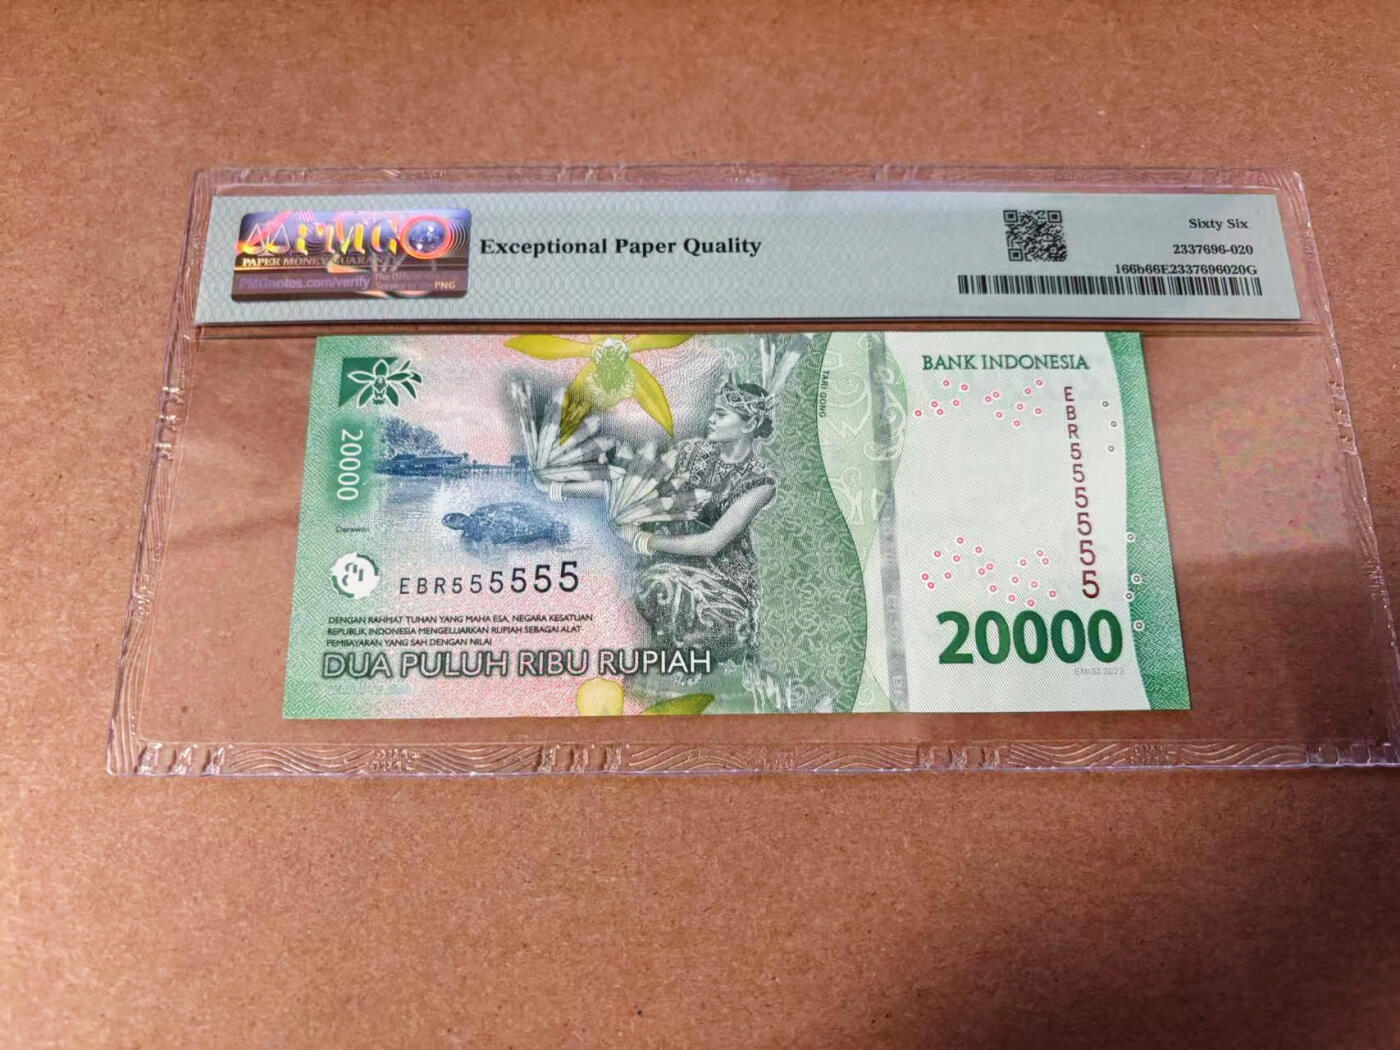 PMG
PAPER MONEY GUARANTY
PMGnotes.com/verify
PNG
Exceptional Paper Quality
Sixty Six
2337696-020
166b66E2337696020G
BANK INDONESIA
TARI GONG
EBR555555
20000
Derawan
EBR555555
DENGAN RAHMAT TUHAN YANG MAHA ESA, NEGARA KESATUAN
REPUBLIK INDONESIA MENGELUARKAN RUPIAH SEBAGAI ALAT
PEMBAYARAN YANG SAH DENGAN NILAI
DUA PULUH RIBU RUPIAH
20000
EMISI 2022